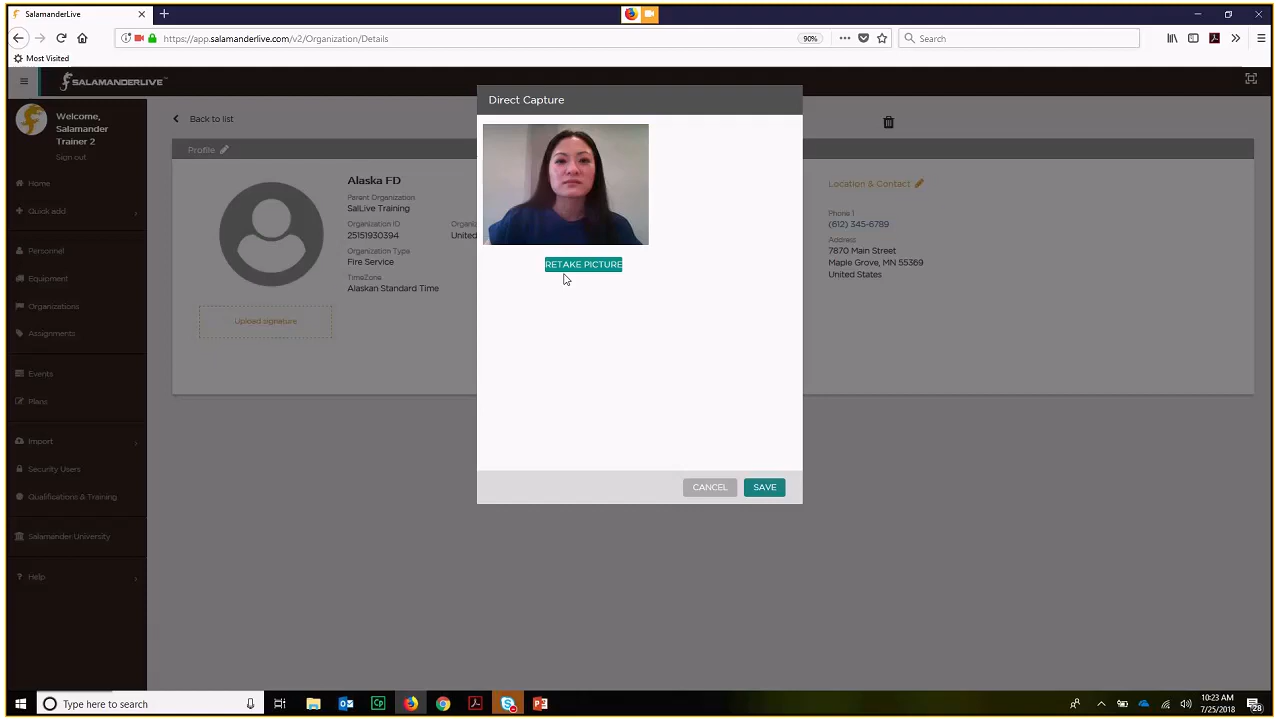 SalamanderLive
https://app.salamanderlive.com/v2/Organization/Details
90%
Search
Most Visited
SALAMANDERLIVE™
Welcome,
Salamander
Trainer 2
Sign out
Home
Quick add
Personnel
Equipment
Organizations
Assignments
Events
Plans
Import
Security Users
Qualifications & Training
Salamander University
Help
Back to list
Profile
Alaska FD
Parent Organization
SalLive Training
Organization ID
25151930394
Organiz
United
Organization Type
Fire Service
TimeZone
Alaskan Standard Time
Upload signature
Direct Capture
RETAKE PICTURE
CANCEL
SAVE
Location & Contact
Phone 1
(612) 345-6789
Address
7870 Main Street
Maple Grove, MN 55369
United States
Type here to search
10:23 AM
7/25/2018
28